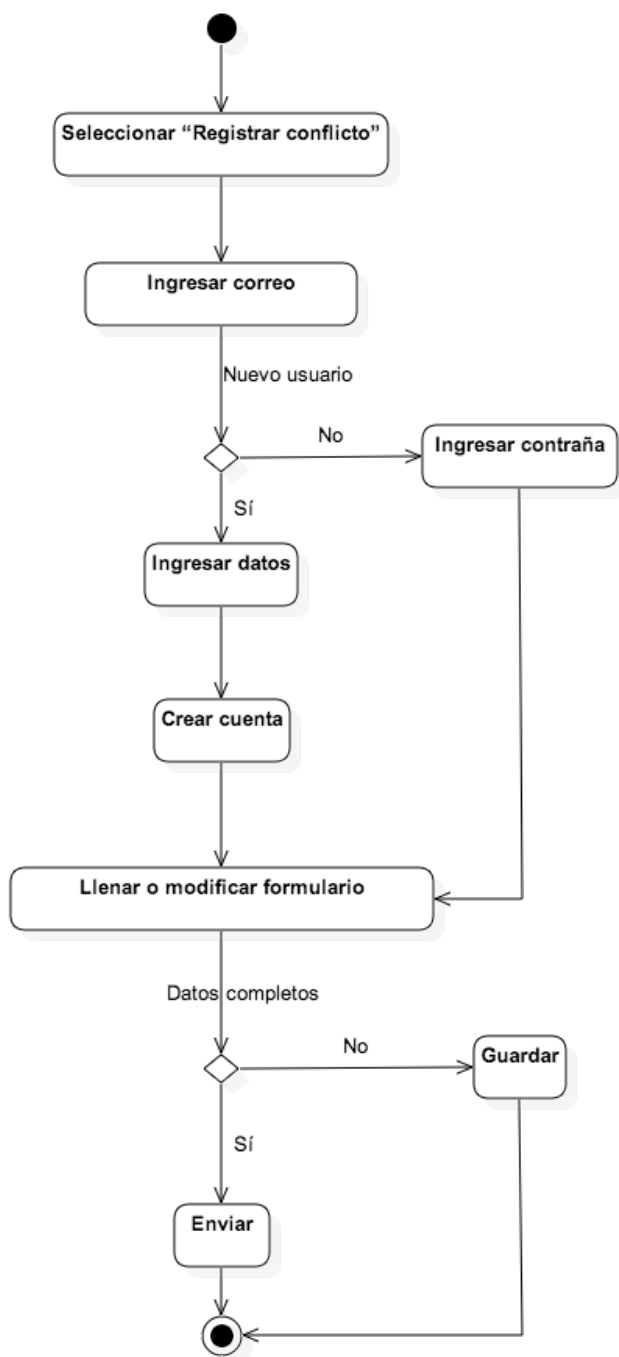 Seleccionar “Registrar conflicto”
Ingresar correo
Nuevo usuario
No
Ingresar contraña
Sí
Ingresar datos
Crear cuenta
Llenar o modificar formulario
Datos completos
No
Guardar
Sí
Enviar